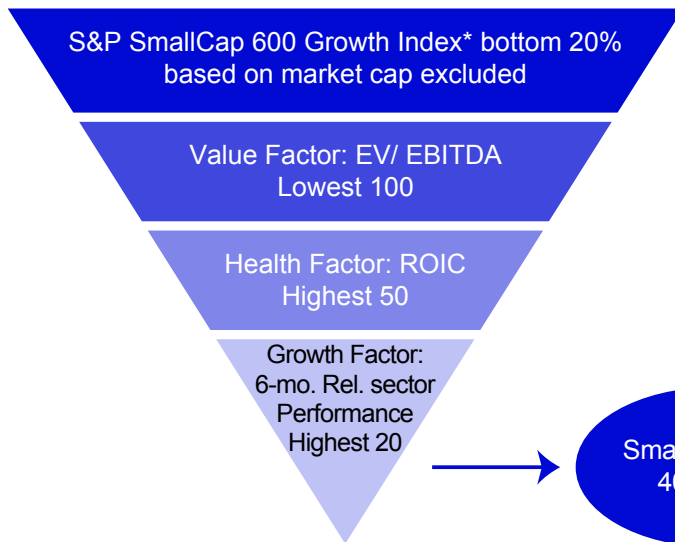 S&P SmallCap 600 Growth Index* bottom 20%
based on market cap excluded
Value Factor: EV/ EBITDA
Lowest 100
Health Factor: ROIC
Highest 50
Growth Factor:
6-mo. Rel. sector
Performance
Highest 20